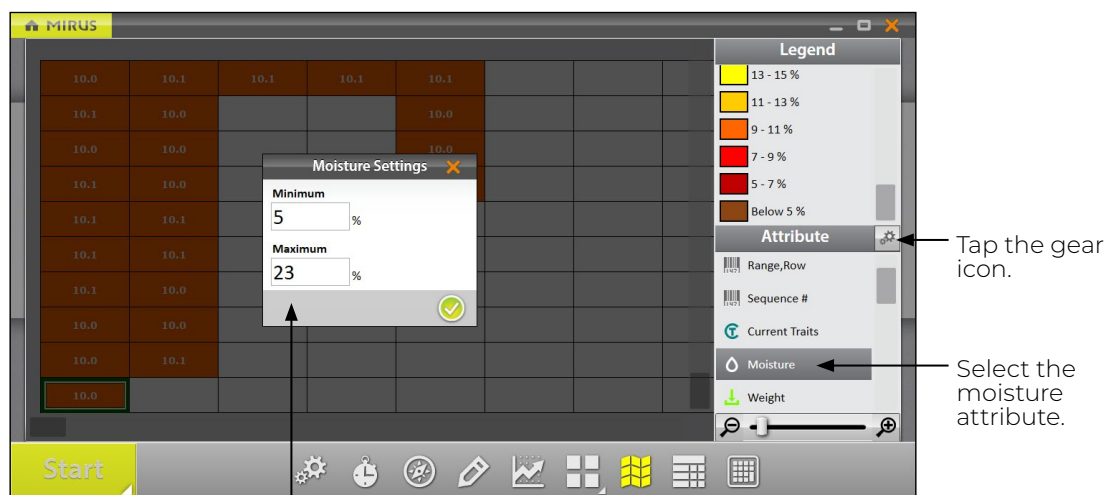 MIRUS
10.0 10.1 10.1 10.1 10.1
10.1 10.0 10.0
10.0 10.0 10.0
10.1 10.0
10.1 10.1
10.1 10.1
10.1 10.0
10.0 10.0
10.0 10.1
10.0
Moisture Settings
Minimum
5 %
Maximum
23 %
Legend
13 - 15 %
11 - 13 %
9 - 11 %
7 - 9 %
5 - 7 %
Below 5 %
Attribute
Range,Row
Sequence #
Current Traits
Moisture
Weight
Tap the gear
icon.
Select the
moisture
attribute.
Start